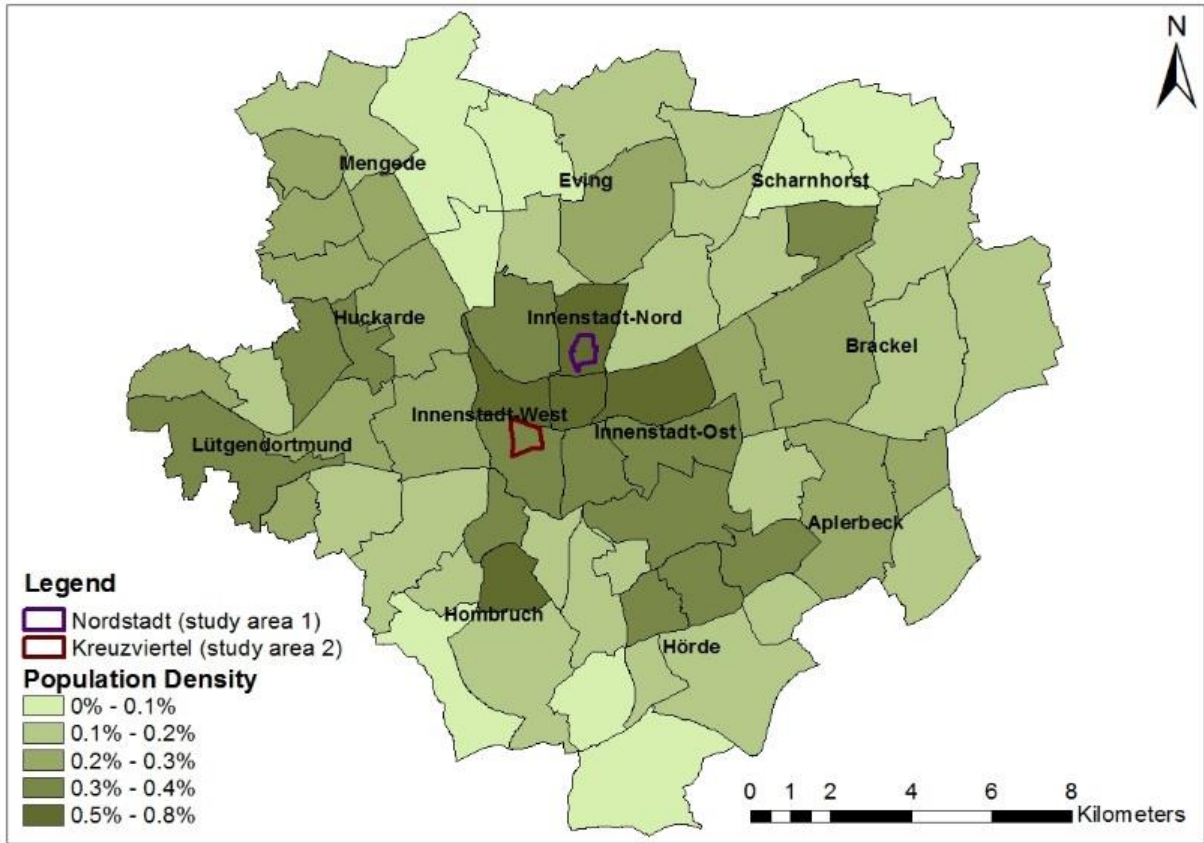 N
Mengede
Eving
Scharnhorst
Huckarde
Innenstadt-Nord
Brackel
Innenstadt-West
Innenstadt-Ost
Lütgendortmund
Aplerbeck
Hombruch
Hörde
Legend
Nordstadt (study area 1)
Kreuzviertel (study area 2)
Population Density
0% - 0.1%
0.1% - 0.2%
0.2% - 0.3%
0.3% - 0.4%
0.5% - 0.8%
0 1 2 4 6 8
Kilometers